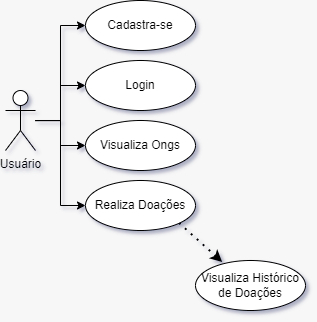 Cadastra-se
Login
Usuário
Visualiza Ongs
Realiza Doações
Visualiza Histórico
de Doações